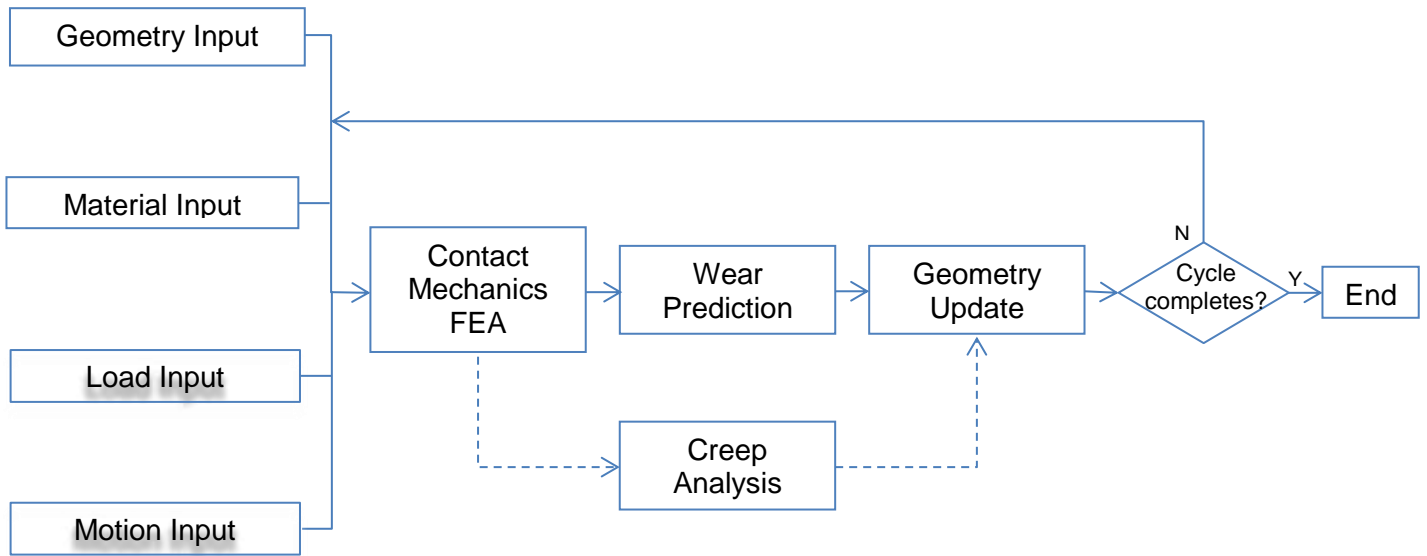 Geometry Input
Material Input
Load Input
Motion Input
Contact
Mechanics
FEA
Wear
Prediction
Creep
Analysis
Geometry
Update
N
Cycle
completes?
Y
End